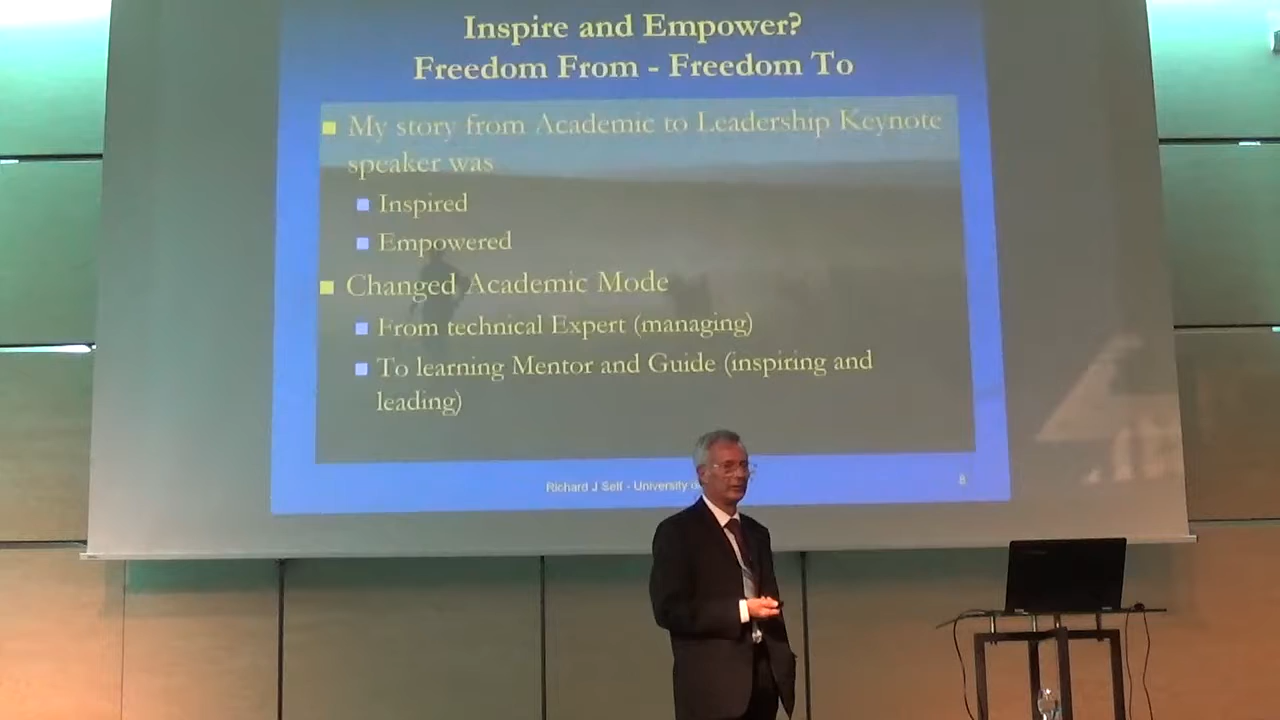 Inspire and Empower?
Freedom From - Freedom To
My story from Academic to Leadership Keynote
speaker was
Inspired
Empowered
Changed Academic Mode
From technical Expert (managing)
To learning Mentor and Guide (inspiring and
leading)
Richard J Self - University
8